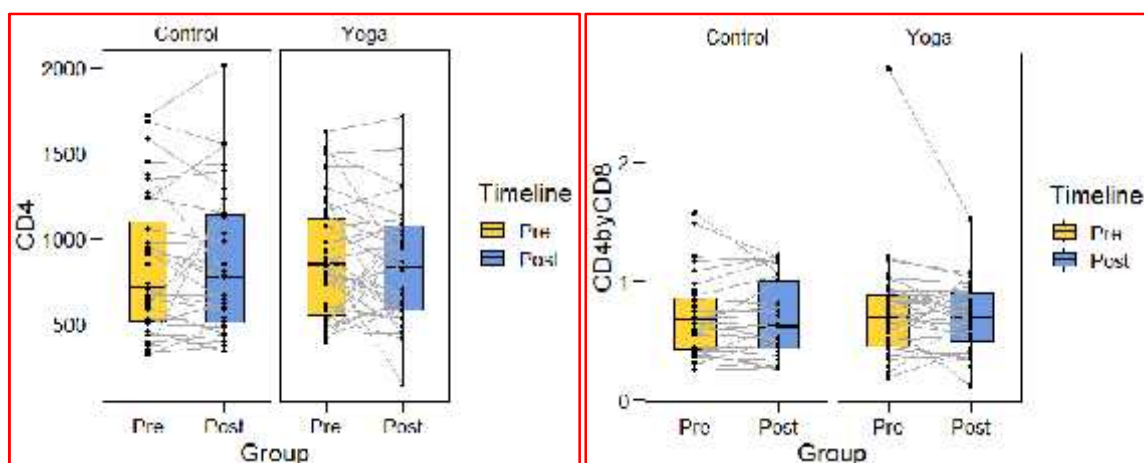 Control Yoga
2000
1500
1000
500
CD4
Pre Post Pre Post
Group
Timeline
Pre
Post
Control Yoga
2
1
0
CD4byCD8
Pre Post Pre Post
Group
Timeline
Pre
Post